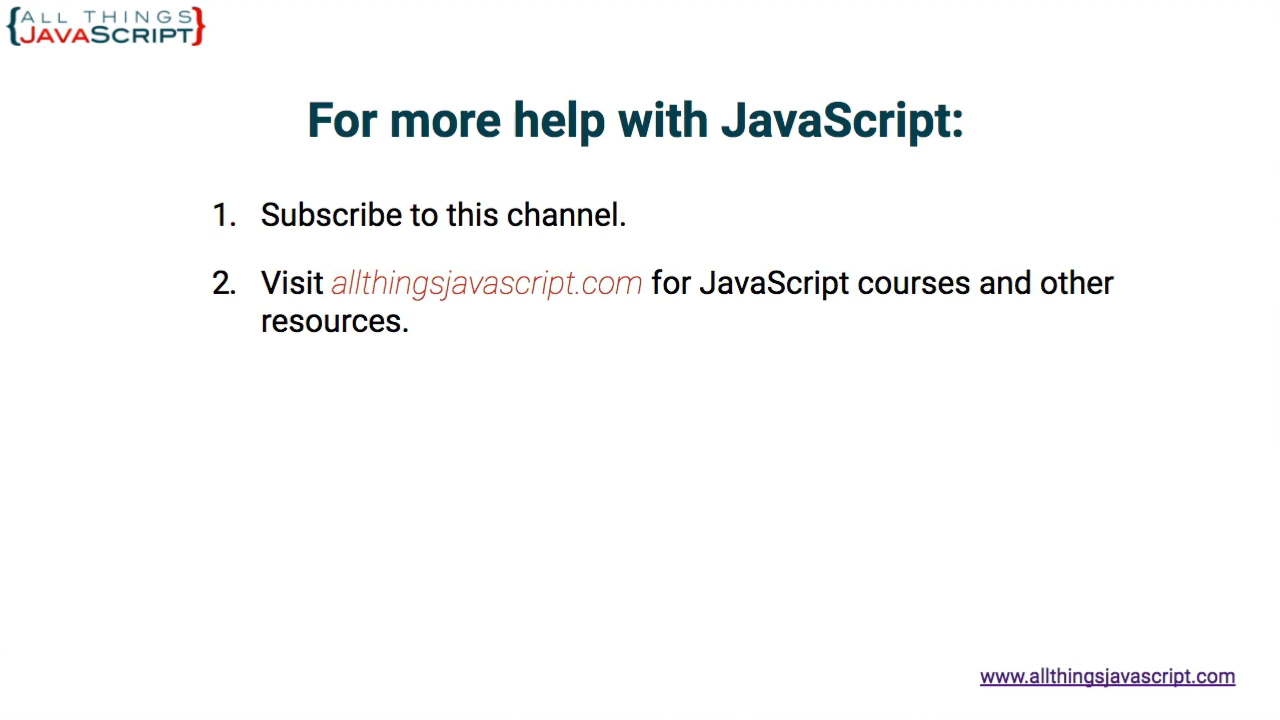 {ALL THINGS
JAVASCRIPT}
For more help with JavaScript:
1. Subscribe to this channel.
2. Visit allthingsjavascript.com for JavaScript courses and other
resources.
www.allthingsjavascript.com